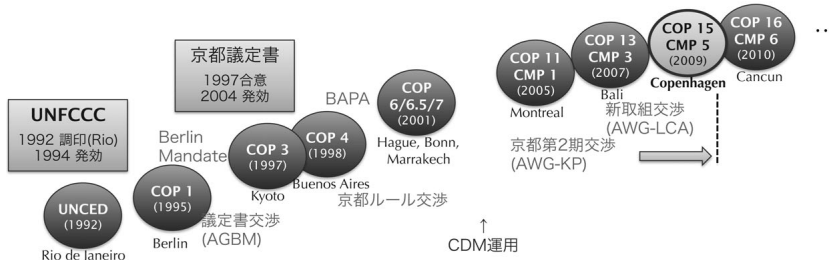 UNFCCC
1992 調印(Rio)
1994 発効
UNCED
(1992)
Rio de Janeiro
COP 1
(1995)
Berlin
Berlin
Mandate
議定書交渉
(AGBM)
京都議定書
1997合意
2004 発効
COP 3
(1997)
Kyoto
COP 4
(1998)
Buenos Aires
BAPA
京都ルール交渉
COP
6/6.5/7
(2001)
Hague, Bonn,
Marrakech
↑
CDM運用
COP 11
CMP 1
(2005)
Montreal
京都第2期交渉
(AWG-KP)
COP 13
CMP 3
(2007)
Bali
新取組交渉
(AWG-LCA)
COP 15
CMP 5
(2009)
Copenhagen
COP 16
CMP 6
(2010)
Cancun
..